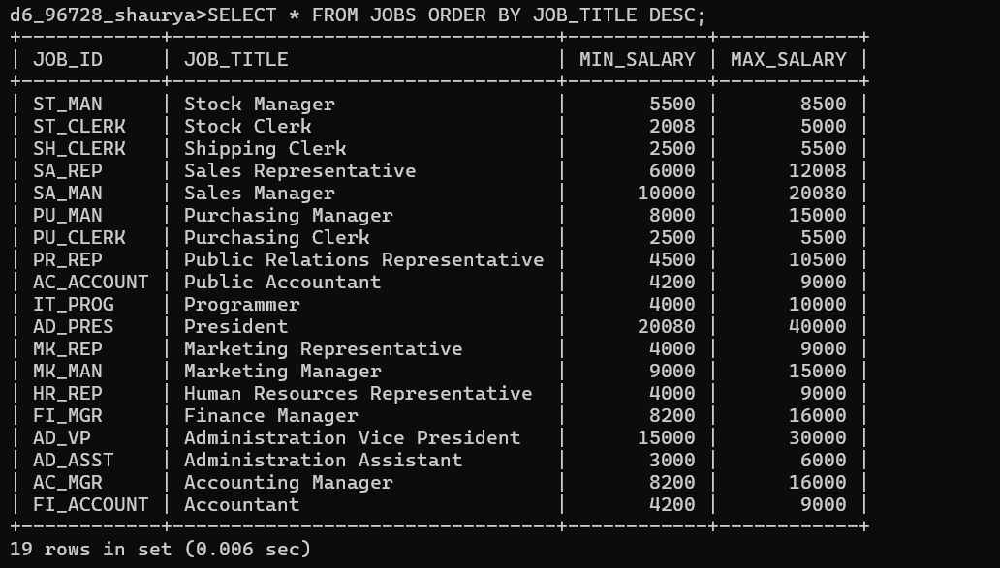 d6_96728_shaurya>SELECT * FROM JOBS ORDER BY JOB_TITLE DESC;
+------------+---------------------------------+------------+------------+
| JOB_ID     | JOB_TITLE                       | MIN_SALARY | MAX_SALARY |
+------------+---------------------------------+------------+------------+
| ST_MAN     | Stock Manager                   |       5500 |       8500 |
| ST_CLERK   | Stock Clerk                     |       2008 |       5000 |
| SH_CLERK   | Shipping Clerk                  |       2500 |       5500 |
| SA_REP     | Sales Representative            |       6000 |      12008 |
| SA_MAN     | Sales Manager                   |      10000 |      20080 |
| PU_MAN     | Purchasing Manager              |       8000 |      15000 |
| PU_CLERK   | Purchasing Clerk                |       2500 |       5500 |
| PR_REP     | Public Relations Representative |       4500 |      10500 |
| AC_ACCOUNT | Public Accountant               |       4200 |       9000 |
| IT_PROG    | Programmer                      |       4000 |      10000 |
| AD_PRES    | President                       |      20080 |      40000 |
| MK_REP     | Marketing Representative        |       4000 |       9000 |
| MK_MAN     | Marketing Manager               |       9000 |      15000 |
| HR_REP     | Human Resources Representative  |       4000 |       9000 |
| FI_MGR     | Finance Manager                 |       8200 |      16000 |
| AD_VP      | Administration Vice President   |      15000 |      30000 |
| AD_ASST    | Administration Assistant        |       3000 |       6000 |
| AC_MGR     | Accounting Manager              |       8200 |      16000 |
| FI_ACCOUNT | Accountant                      |       4200 |       9000 |
+------------+---------------------------------+------------+------------+
19 rows in set (0.006 sec)